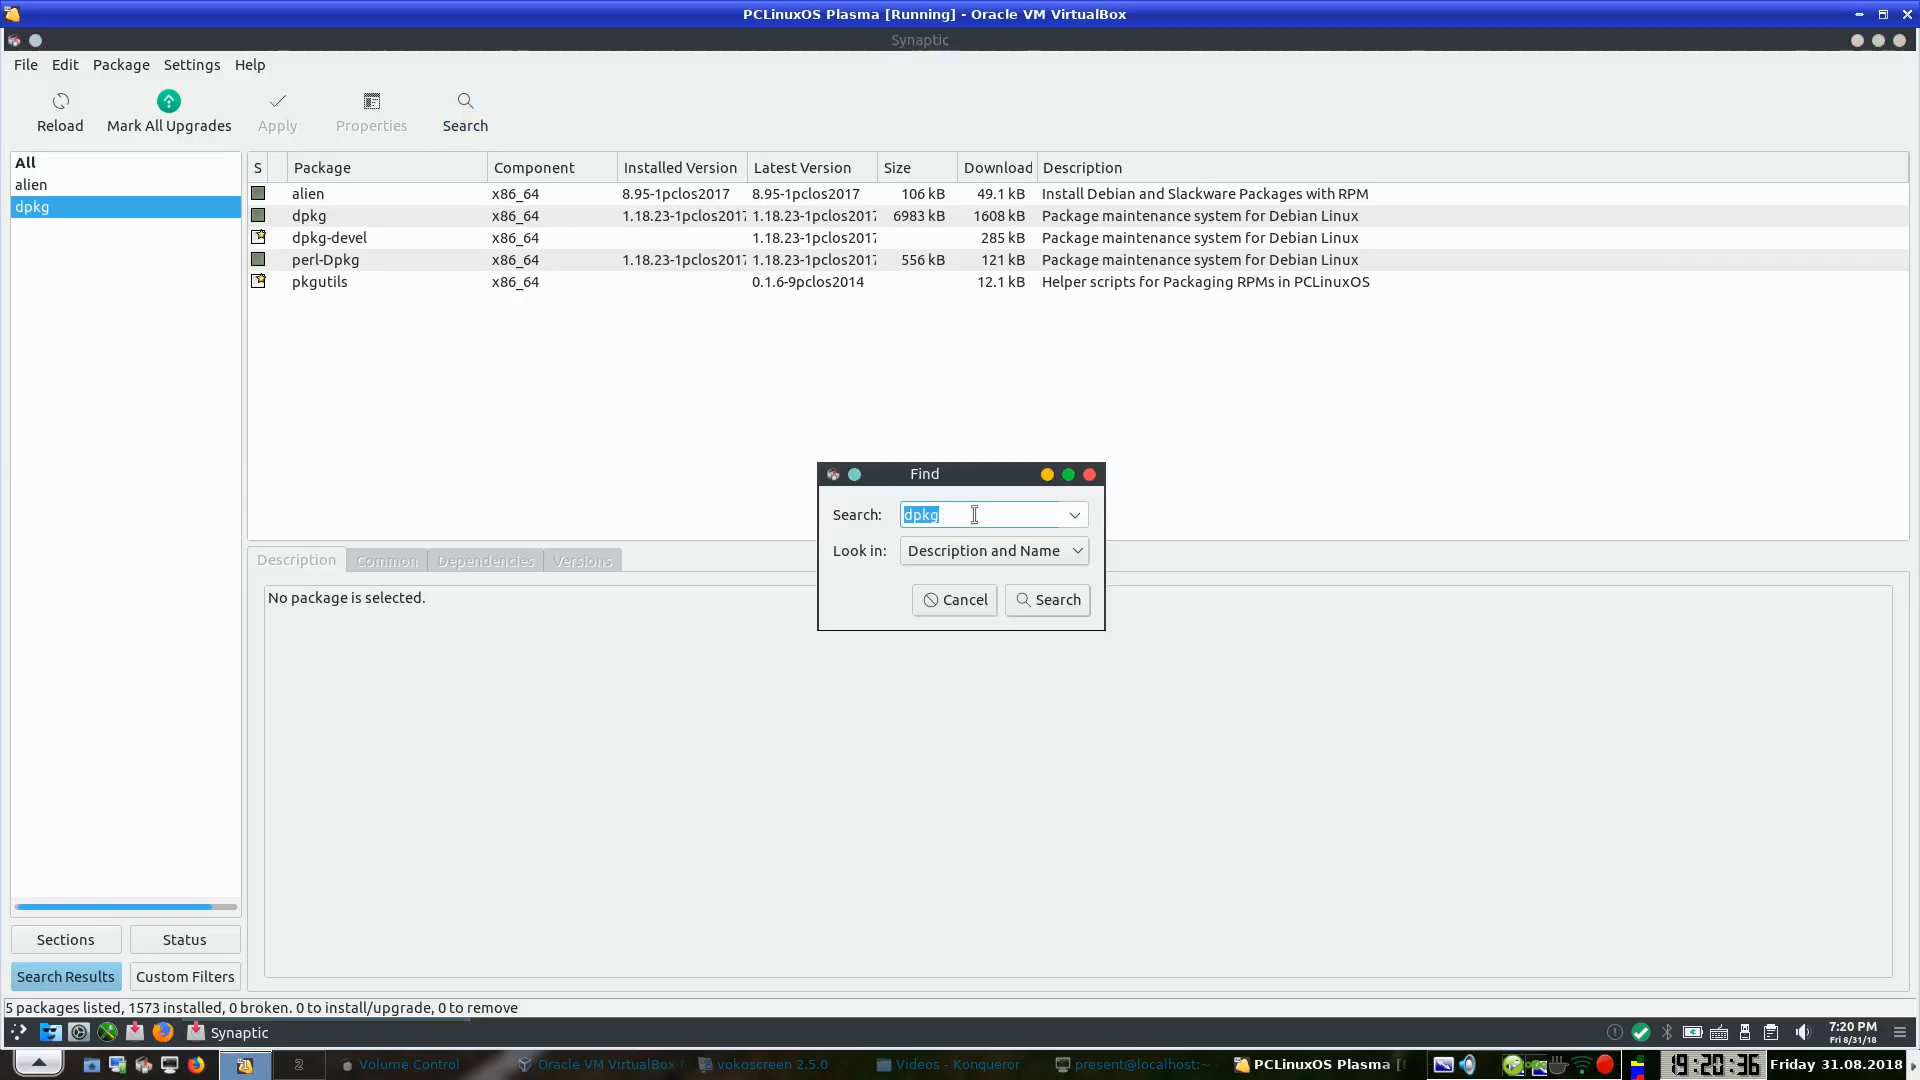 PCLinuxOS Plasma [Running] - Oracle VM VirtualBox
Synaptic
File Edit Package Settings Help
Reload Mark All Upgrades Apply Properties Search
All
alien
dpkg
S Package Component Installed Version Latest Version Size Download Description
alien x86_64 8.95-1pclos2017 8.95-1pclos2017 106 kB 49.1 kB Install Debian and Slackware Packages with RPM
dpkg x86_64 1.18.23-1pclos2017 1.18.23-1pclos2017 6983 kB 1608 kB Package maintenance system for Debian Linux
dpkg-devel x86_64 1.18.23-1pclos2017 285 kB Package maintenance system for Debian Linux
perl-Dpkg x86_64 1.18.23-1pclos2017 1.18.23-1pclos2017 556 kB 121 kB Package maintenance system for Debian Linux
pkgutils x86_64 0.1.6-9pclos2014 12.1 kB Helper scripts for Packaging RPMs in PCLinuxOS
Find
Search: dpkg
Look in: Description and Name
Cancel Search
Description Common Dependencies Versions
No package is selected.
Sections Status
Search Results Custom Filters
5 packages listed, 1573 installed, 0 broken. 0 to install/upgrade, 0 to remove
Synaptic
7:20 PM
Fri 8/31/18
2 Volume Control Oracle VM VirtualBox vokoscreen 2.5.0 Videos - Konqueror present@localhost:~ PCLinuxOS Plasma [ 19:20:36 Friday 31.08.2018